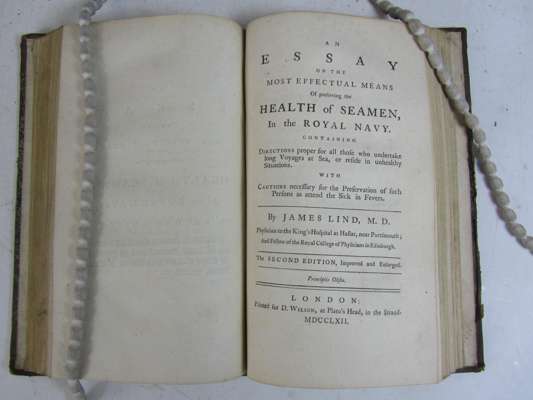 AN
ESSAY
ON THE
MOST EFFECTUAL MEANS
Of preserving the
HEALTH of SEAMEN,
In the ROYAL NAVY.
CONTAINING
DIRECTIONS proper for all those who undertake
long Voyages at Sea, or reside in unhealthy
Situations.
WITH
CAUTIONS necessary for the Preservation of such
Persons as attend the Sick in Fevers.
By JAMES LIND, M. D.
Physician to the King's Hospital at Haslar, near Portsmouth;
And Fellow of the Royal College of Physicians in Edinburgh.
The SECOND EDITION, Improved and Enlarged.
Principiis Obsta.
LONDON:
Printed for D. WILSON, at Plato's Head, in the Strand.
MDCCLXII.